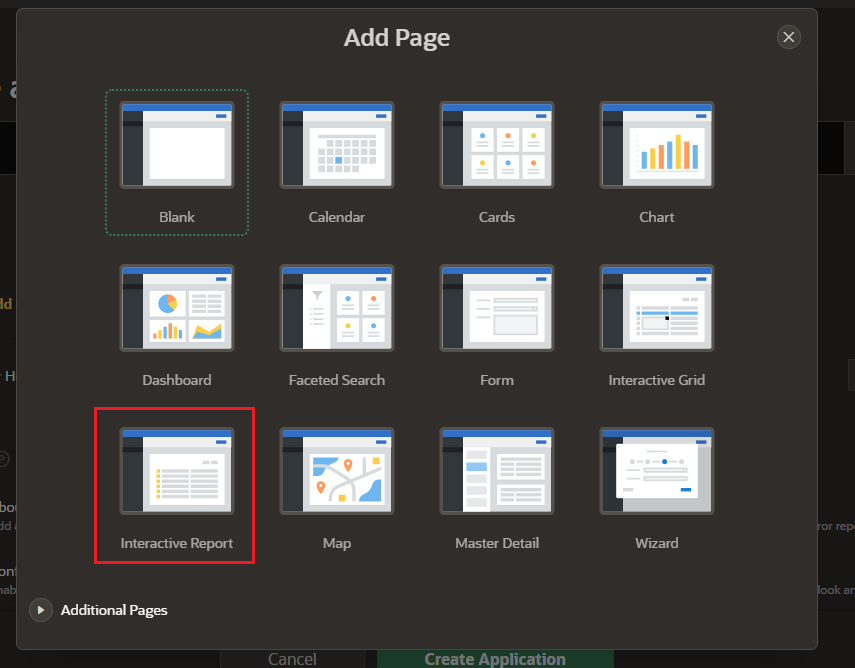 Add Page
Blank
Calendar
Cards
Chart
Dashboard
Faceted Search
Form
Interactive Grid
Interactive Report
Map
Master Detail
Wizard
Additional Pages
Cancel
Create Application